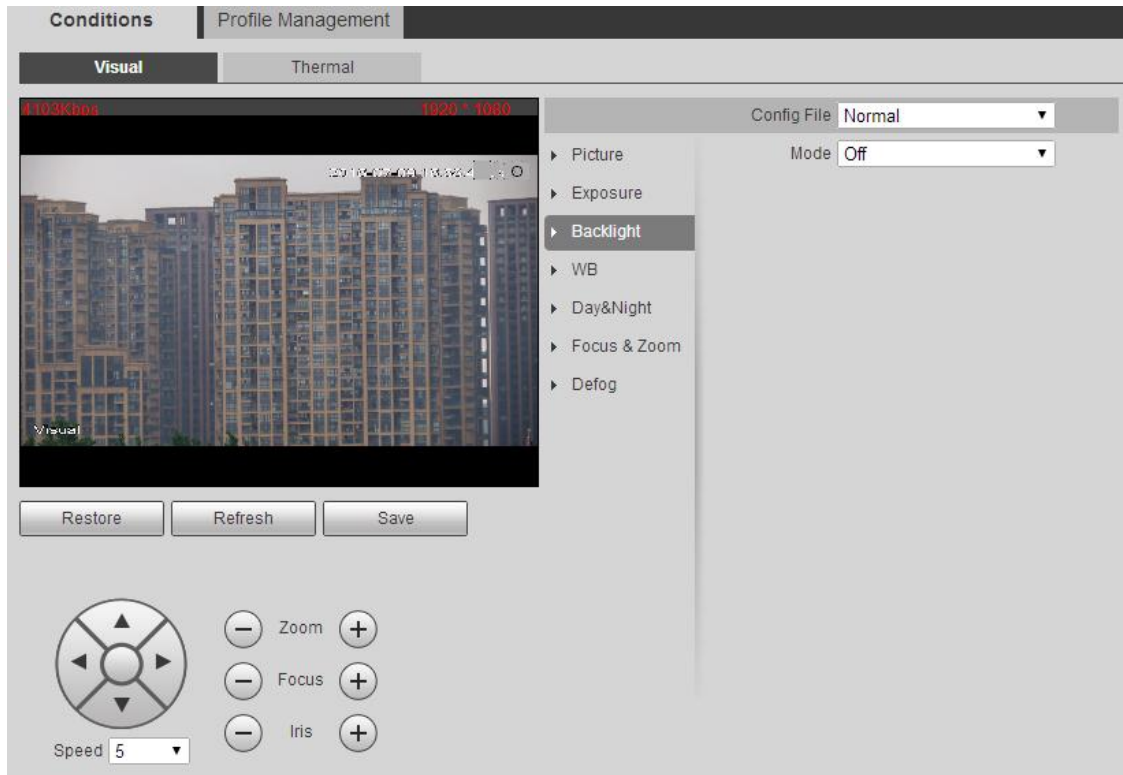 Conditions
Profile Management
Visual
Thermal
4103Kbps
1920 * 1080
Visual
Config File Normal
Mode Off
Picture
Exposure
Backlight
WB
Day&Night
Focus & Zoom
Defog
Restore
Refresh
Save
Zoom
Focus
Iris
Speed 5